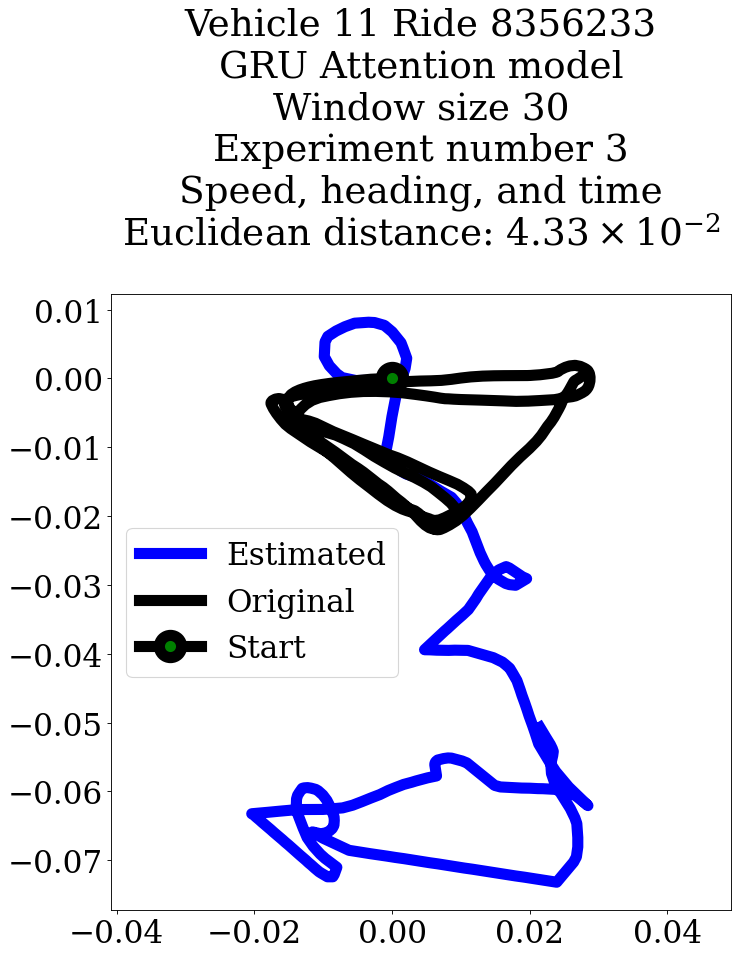 Vehicle 11 Ride 8356233
GRU Attention model
Window size 30
Experiment number 3
Speed, heading, and time
Euclidean distance: 4.33 × 10⁻²
0.01
0.00
−0.01
−0.02
−0.03
−0.04
−0.05
−0.06
−0.07
Estimated
Original
Start
−0.04 −0.02 0.00 0.02 0.04